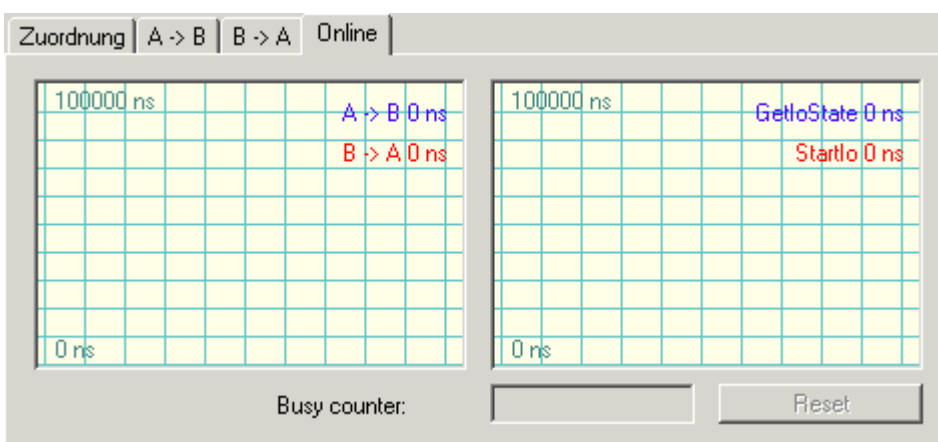 Zuordnung A -> B B -> A Online
100000 ns
A -> B 0 ns
B -> A 0 ns
0 ns
100000 ns
GetIoState 0 ns
StartIo 0 ns
0 ns
Busy counter: Reset